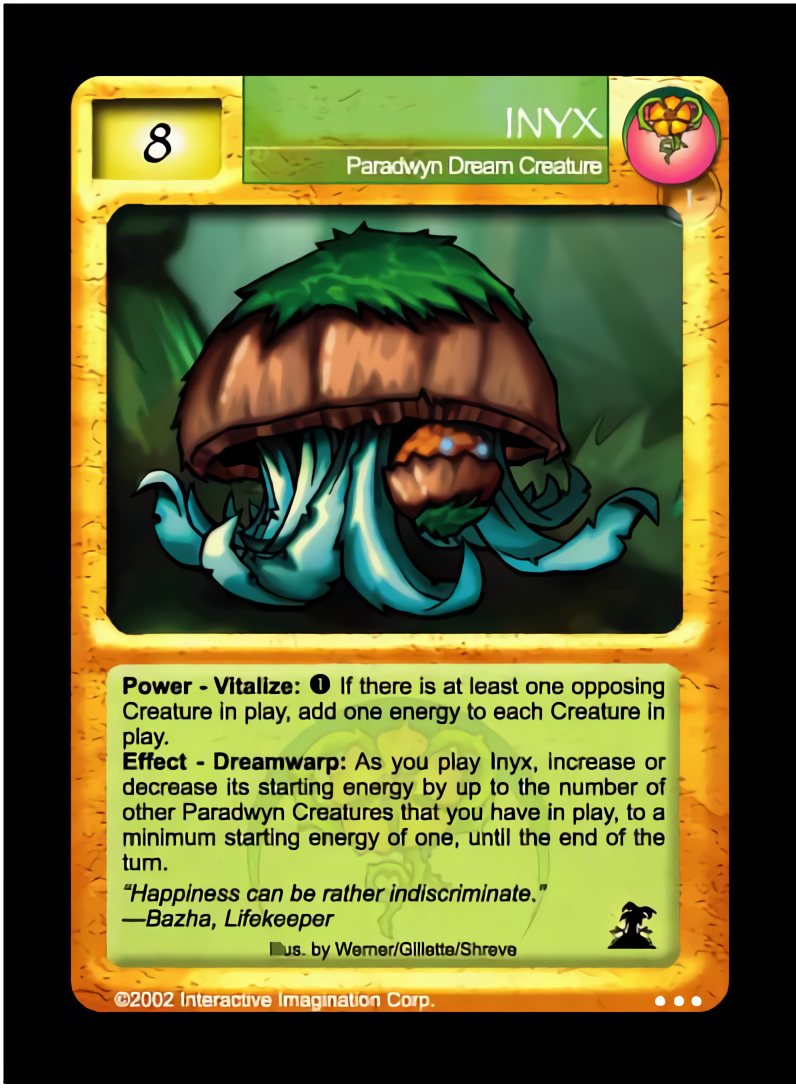 8
INYX
Paradwyn Dream Creature
1
Power - Vitalize: ❶ If there is at least one opposing
Creature in play, add one energy to each Creature in
play.
Effect - Dreamwarp: As you play Inyx, increase or
decrease its starting energy by up to the number of
other Paradwyn Creatures that you have in play, to a
minimum starting energy of one, until the end of the
turn.
"Happiness can be rather indiscriminate."
—Bazha, Lifekeeper
Illus. by Werner/Gillette/Shreve
©2002 Interactive Imagination Corp.